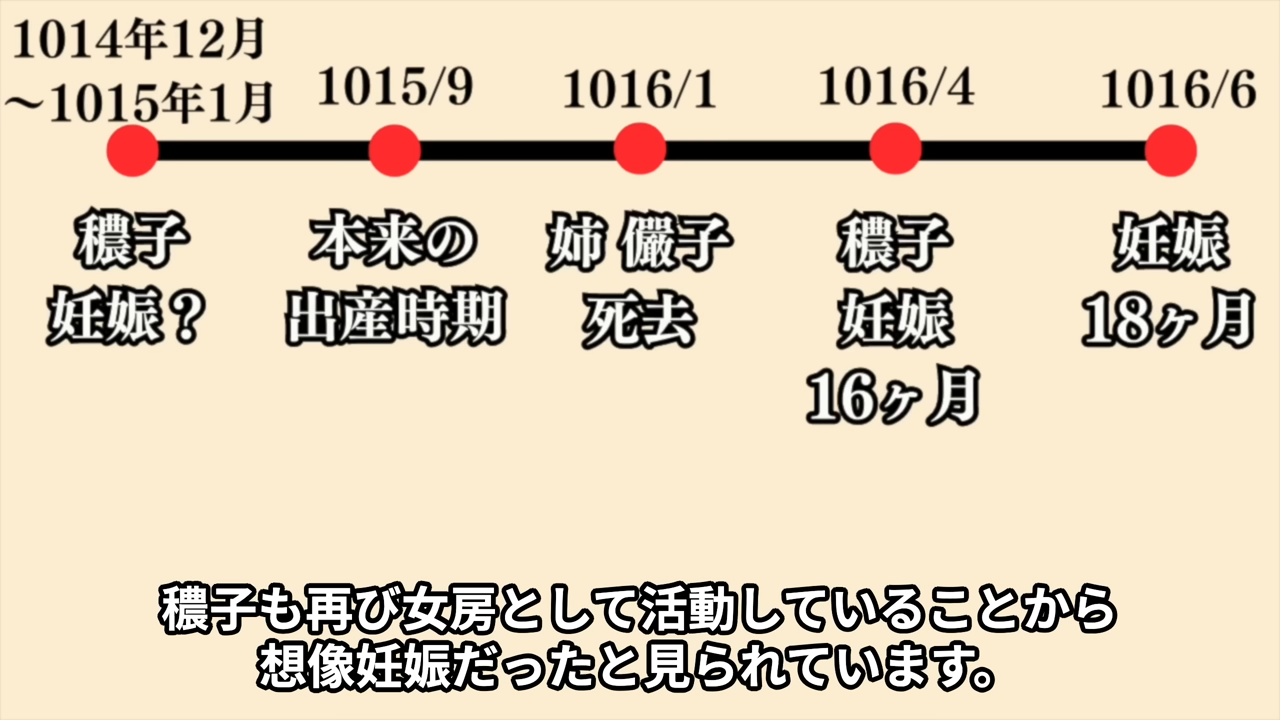 1014年12月
～1015年1月
1015/9
1016/1
1016/4
1016/6
穠子
妊娠？
本来の
出産時期
姉 儼子
死去
穠子
妊娠
16ヶ月
妊娠
18ヶ月
穠子も再び女房として活動していることから
想像妊娠だったと見られています。